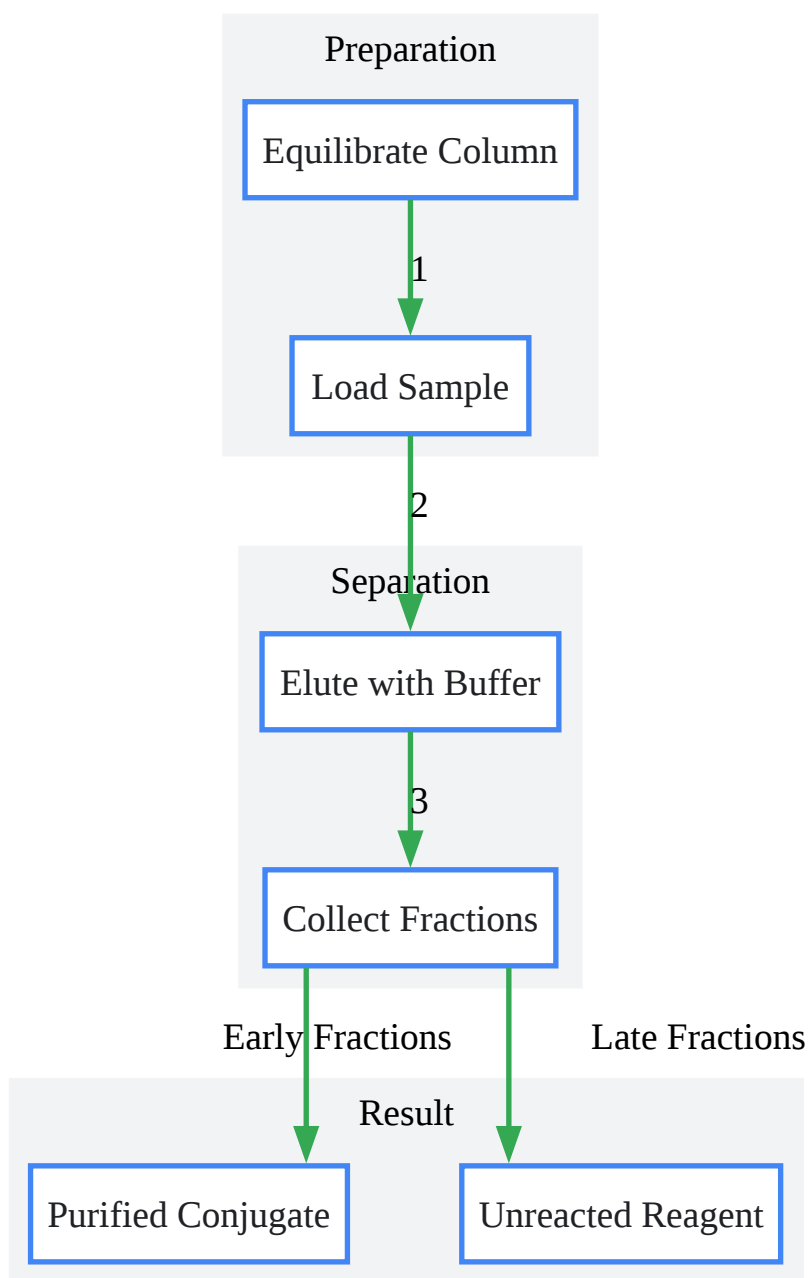 Preparation
Equilibrate Column
1
Load Sample
2
Separation
Elute with Buffer
3
Collect Fractions
Early Fractions
Late Fractions
Result
Purified Conjugate
Unreacted Reagent